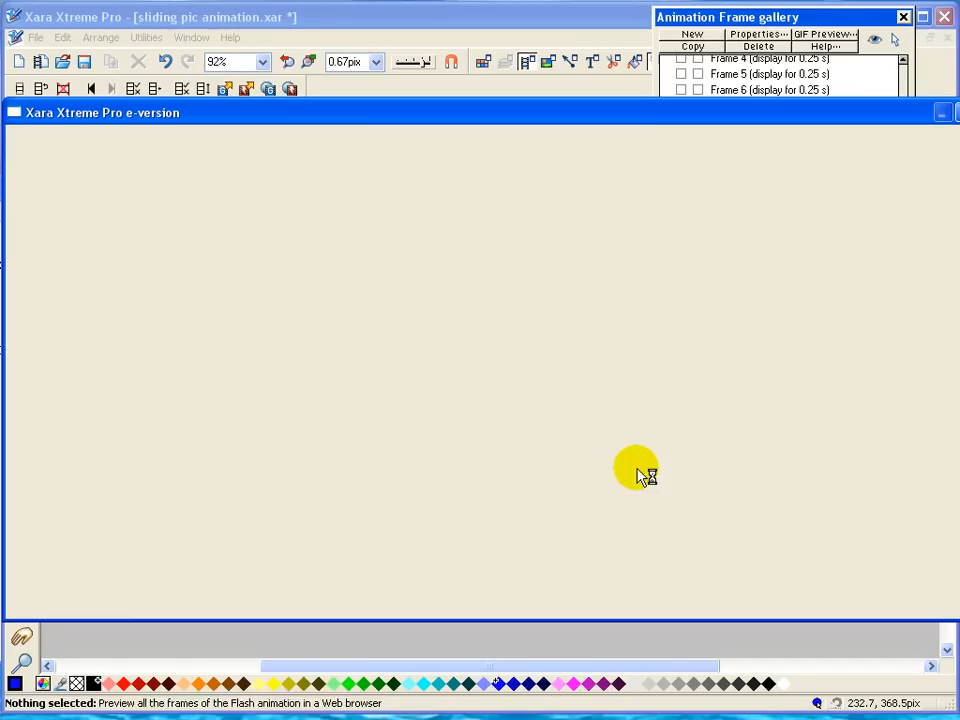 Xara Xtreme Pro - [sliding pic animation.xar *]
Animation Frame gallery
File Edit Arrange Utilities Window Help
New Properties... GIF Preview...
Copy Delete Help...
92% 0.67pix
Frame 4 (display for 0.25 s)
Frame 5 (display for 0.25 s)
Frame 6 (display for 0.25 s)
Xara Xtreme Pro e-version
Nothing selected: Preview all the frames of the Flash animation in a Web browser
232.7, 368.5pix